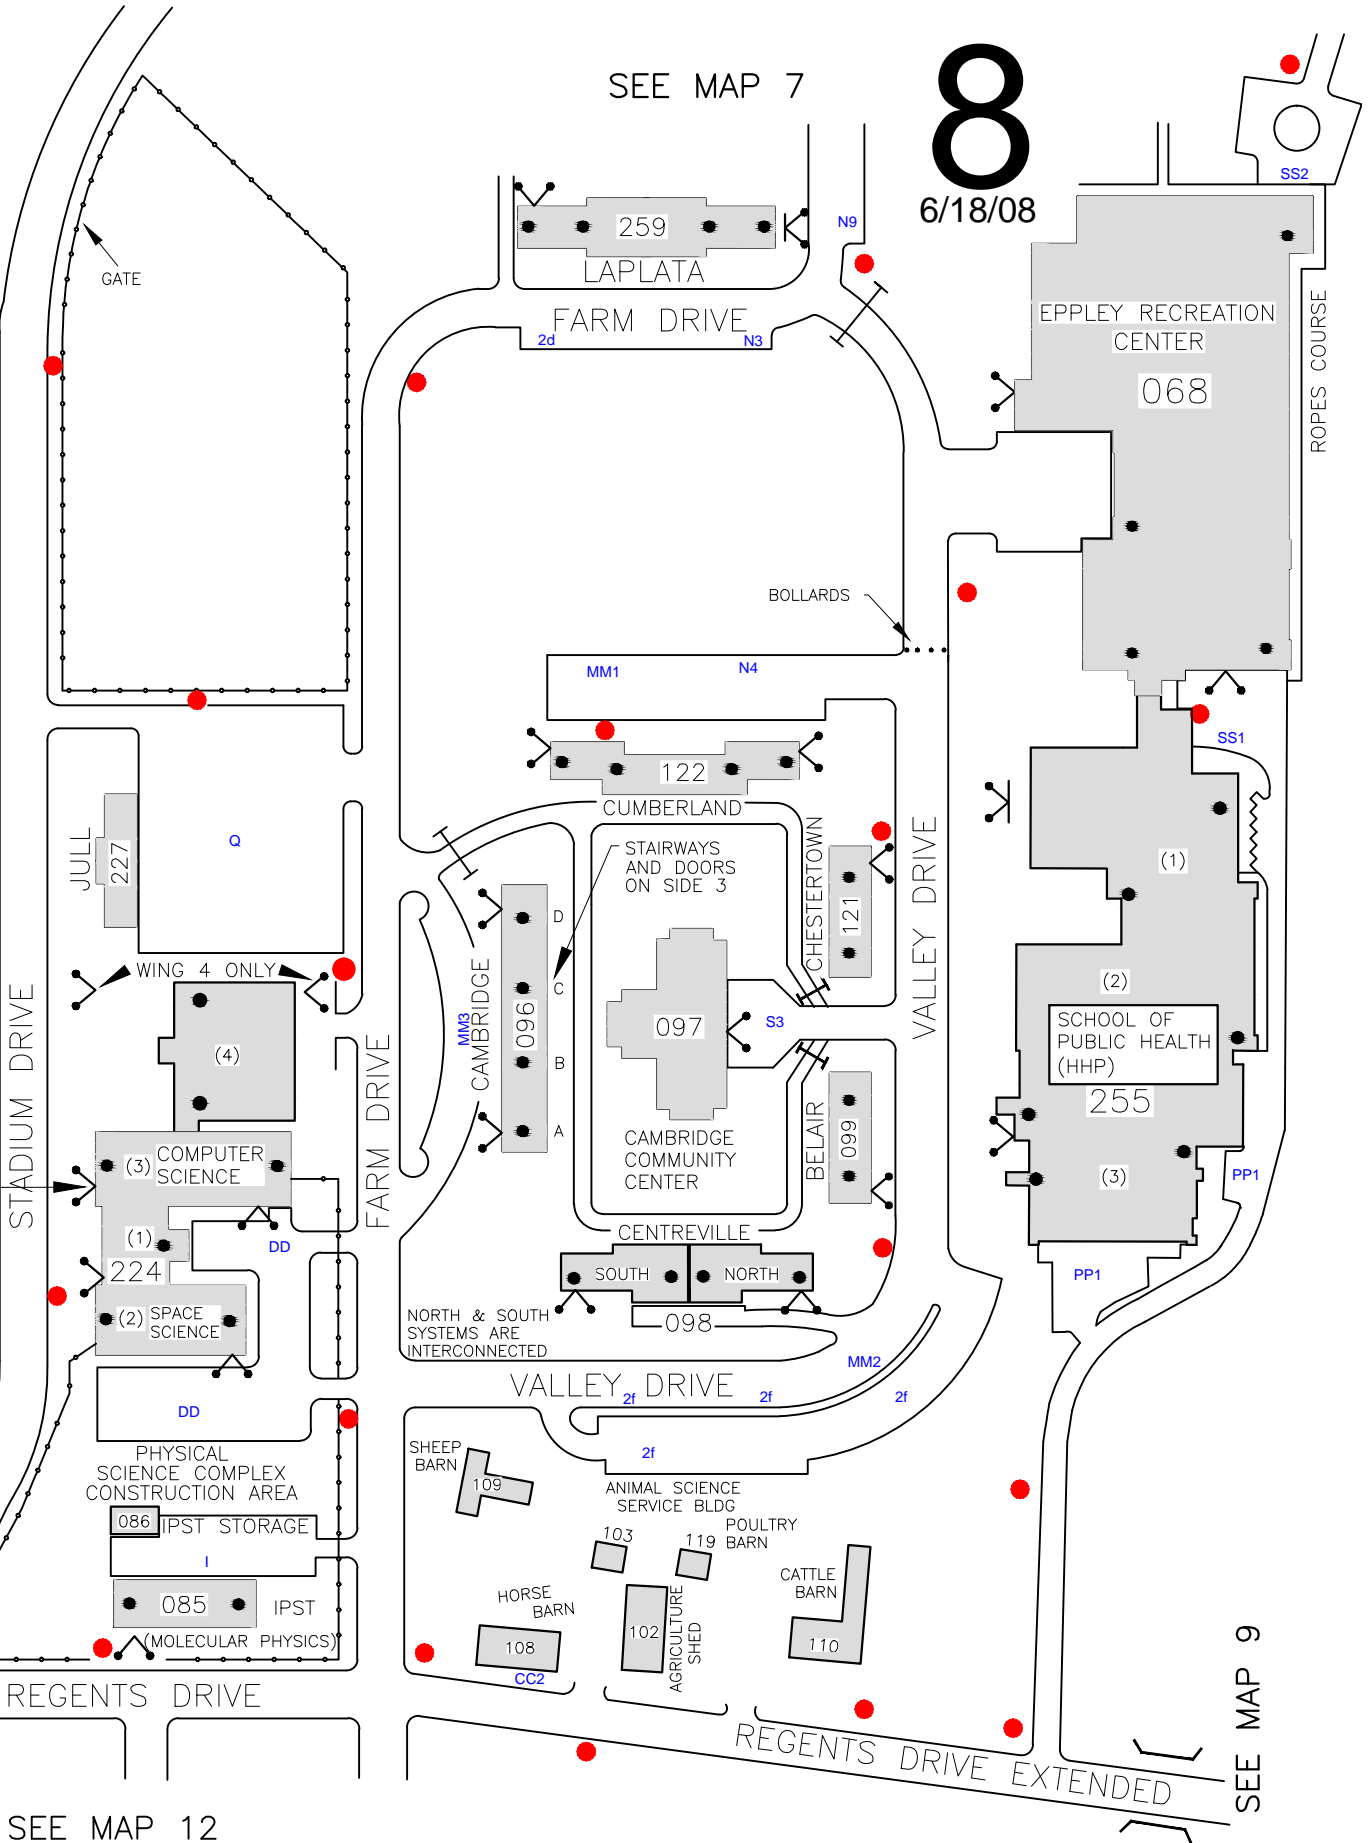 SEE MAP 7
8
6/18/08
SS2
N9
259
LAPLATA
GATE
FARM DRIVE
2d
N3
EPPLEY RECREATION
CENTER
068
ROPES COURSE
BOLLARDS
MM1
N4
SS1
122
CUMBERLAND
JULL
227
Q
STAIRWAYS
AND DOORS
ON SIDE 3
CHESTERTOWN
121
VALLEY DRIVE
(1)
WING 4 ONLY
D
C
B
A
096
CAMBRIDGE
MM3
097
S3
(2)
SCHOOL OF
PUBLIC HEALTH
(HHP)
255
(3)
STADIUM DRIVE
(4)
FARM DRIVE
BELAIR
099
CAMBRIDGE
COMMUNITY
CENTER
(3)
COMPUTER
SCIENCE
PP1
(1)
DD
224
CENTREVILLE
SOUTH
NORTH
PP1
(2)
SPACE
SCIENCE
NORTH & SOUTH
SYSTEMS ARE
INTERCONNECTED
098
MM2
VALLEY DRIVE
2f
2f
2f
DD
2f
PHYSICAL
SCIENCE COMPLEX
CONSTRUCTION AREA
SHEEP
BARN
109
ANIMAL SCIENCE
SERVICE BLDG
086
IPST STORAGE
103
119
POULTRY
BARN
I
CATTLE
BARN
085
IPST
HORSE
BARN
(MOLECULAR PHYSICS)
108
102
AGRICULTURE
SHED
110
CC2
REGENTS DRIVE
REGENTS DRIVE EXTENDED
SEE MAP 9
SEE MAP 12